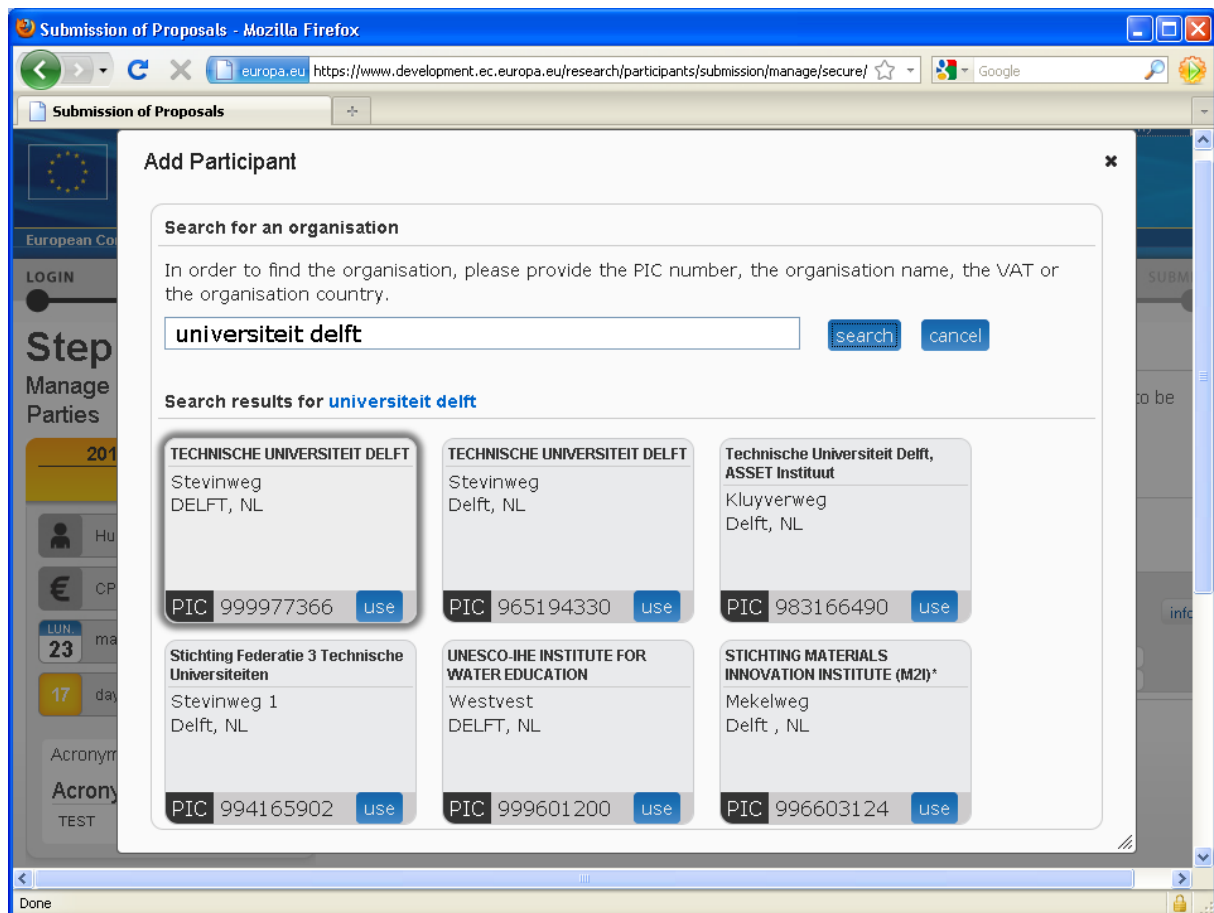 Submission of Proposals - Mozilla Firefox
europa.eu https://www.development.ec.europa.eu/research/participants/submission/manage/secure/
Google
Submission of Proposals
Add Participant
Search for an organisation
European Co
In order to find the organisation, please provide the PIC number, the organisation name, the VAT or
the organisation country.
LOGIN
SUBM
universiteit delft
search
cancel
Step
Manage
Parties
to be
Search results for universiteit delft
201
TECHNISCHE UNIVERSITEIT DELFT
Stevinweg
DELFT, NL
PIC 999977366 use
TECHNISCHE UNIVERSITEIT DELFT
Stevinweg
Delft, NL
PIC 965194330 use
Technische Universiteit Delft,
ASSET Instituut
Kluyverweg
Delft, NL
PIC 983166490 use
Hu
€ CP
LUN.
23 ma
17 day
info
Stichting Federatie 3 Technische
Universiteiten
Stevinweg 1
Delft, NL
PIC 994165902 use
UNESCO-IHE INSTITUTE FOR
WATER EDUCATION
Westvest
DELFT, NL
PIC 999601200 use
STICHTING MATERIALS
INNOVATION INSTITUTE (M2I)*
Mekelweg
Delft , NL
PIC 996603124 use
Acronym
Acrony
TEST
Done